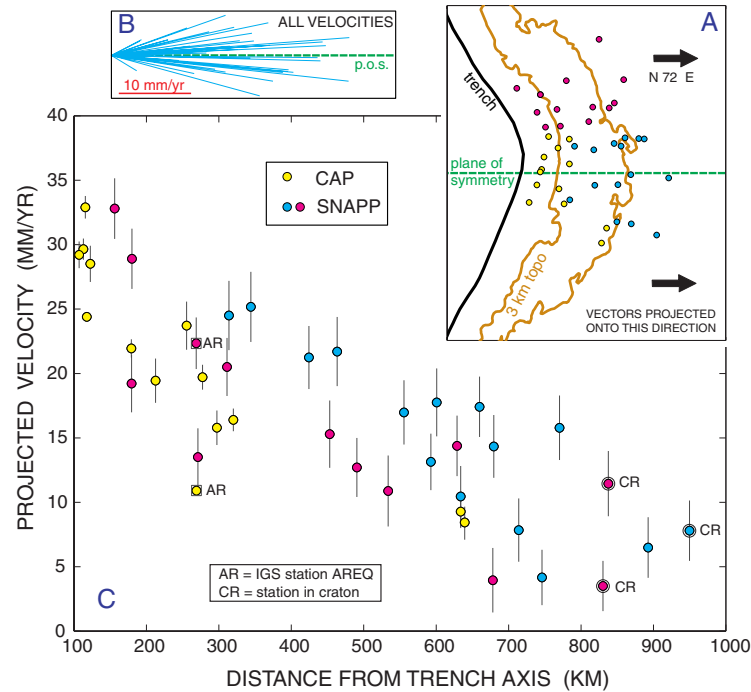 B
ALL VELOCITIES
p.o.s.
10 mm/yr
A
trench
N 72 E
plane of
symmetry
3 km topo
VECTORS PROJECTED
ONTO THIS DIRECTION
CAP
SNAPP
AR
AR
CR
CR
CR
AR = IGS station AREQ
CR = station in craton
C
PROJECTED VELOCITY (MM/YR)
40
35
30
25
20
15
10
5
0
100 200 300 400 500 600 700 800 900 1000
DISTANCE FROM TRENCH AXIS (KM)